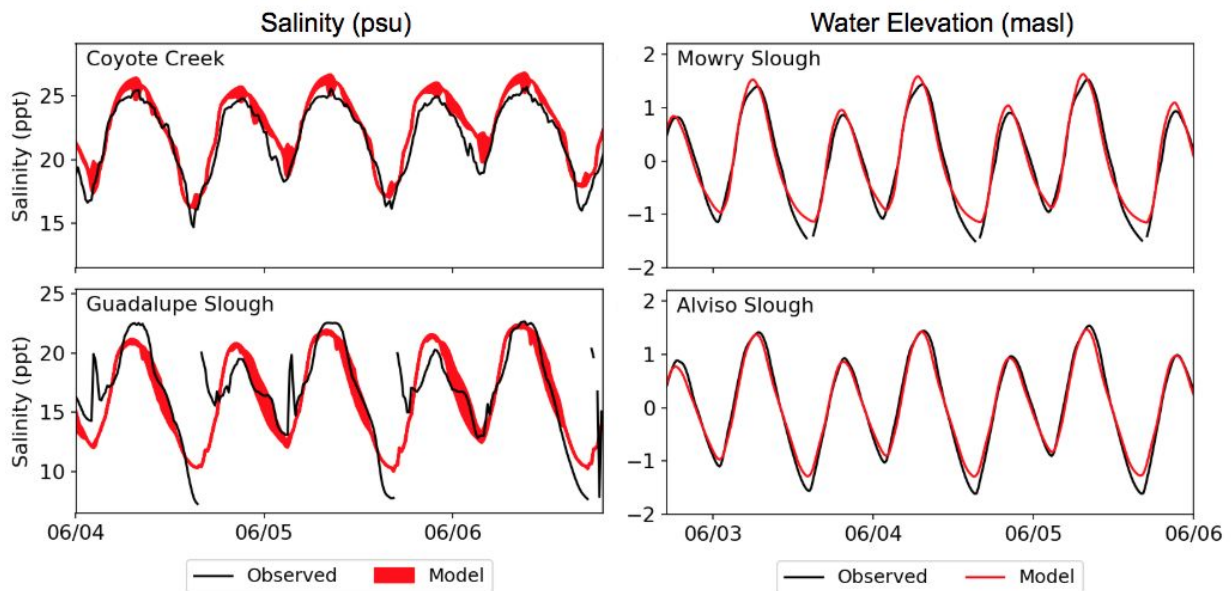 Salinity (psu)
Water Elevation (masl)
Coyote Creek
25
20
15
Salinity (ppt)
Mowry Slough
2
1
0
−1
−2
Guadalupe Slough
25
20
15
10
Salinity (ppt)
06/04
06/05
06/06
Alviso Slough
2
1
0
−1
−2
06/03
06/04
06/05
06/06
Observed
Model
Observed
Model